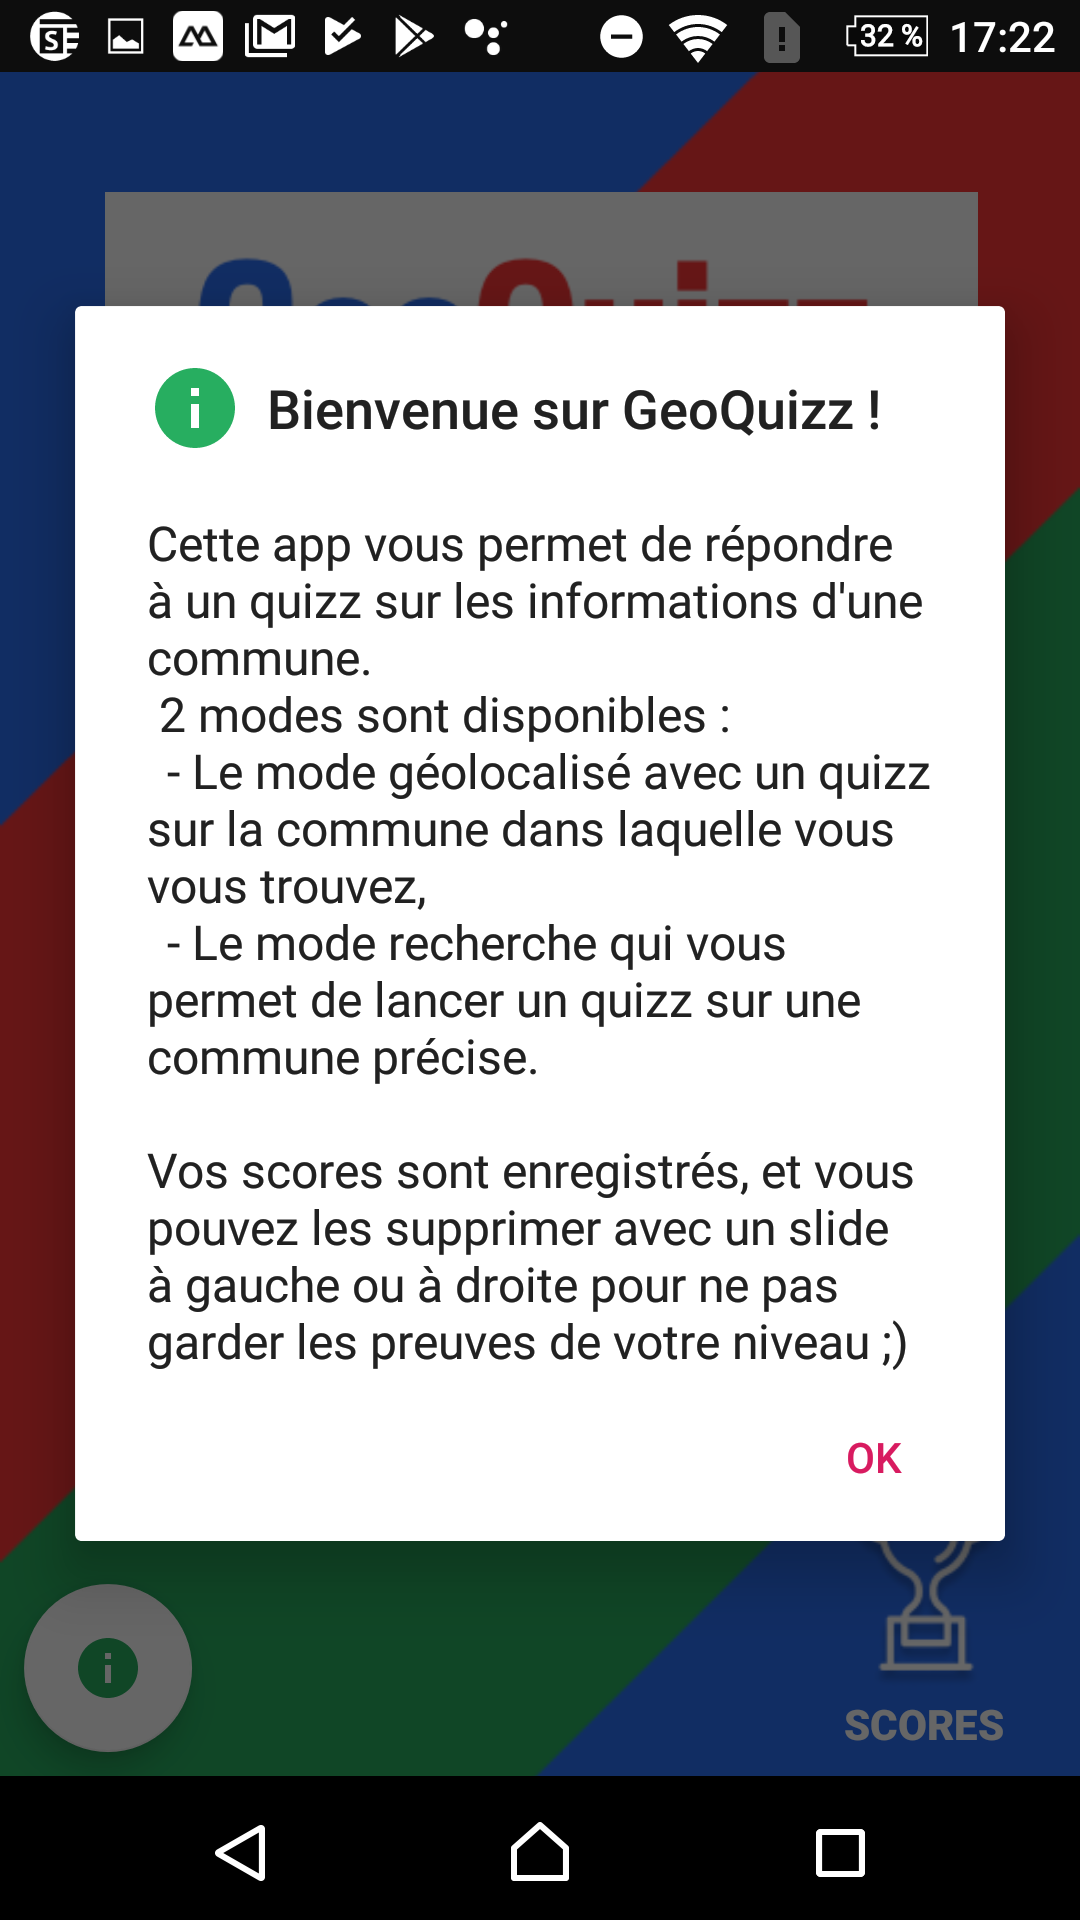 32 % 17:22
GeoQuizz
Bienvenue sur GeoQuizz !
Cette app vous permet de répondre
à un quizz sur les informations d'une
commune.
2 modes sont disponibles :
- Le mode géolocalisé avec un quizz
sur la commune dans laquelle vous
vous trouvez,
- Le mode recherche qui vous
permet de lancer un quizz sur une
commune précise.
Vos scores sont enregistrés, et vous
pouvez les supprimer avec un slide
à gauche ou à droite pour ne pas
garder les preuves de votre niveau ;)
OK
SCORES